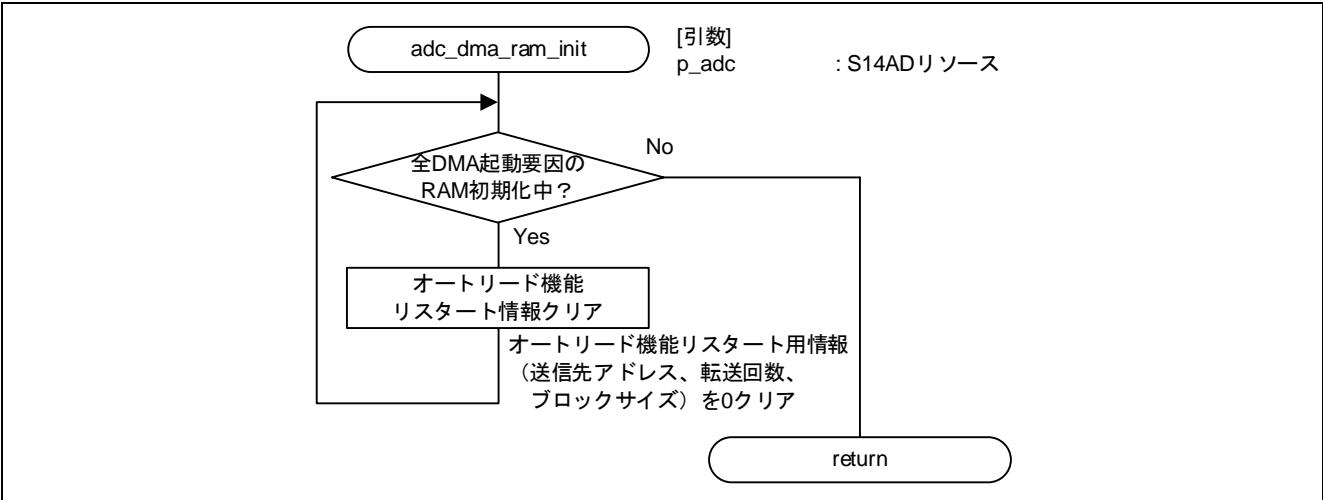 adc_dma_ram_init
[引数]
p_adc : S14ADリソース
全DMA起動要因の
RAM初期化中？
No
Yes
オートリード機能
リスタート情報クリア
オートリード機能リスタート用情報
（送信先アドレス、転送回数、
ブロックサイズ）を0クリア
return